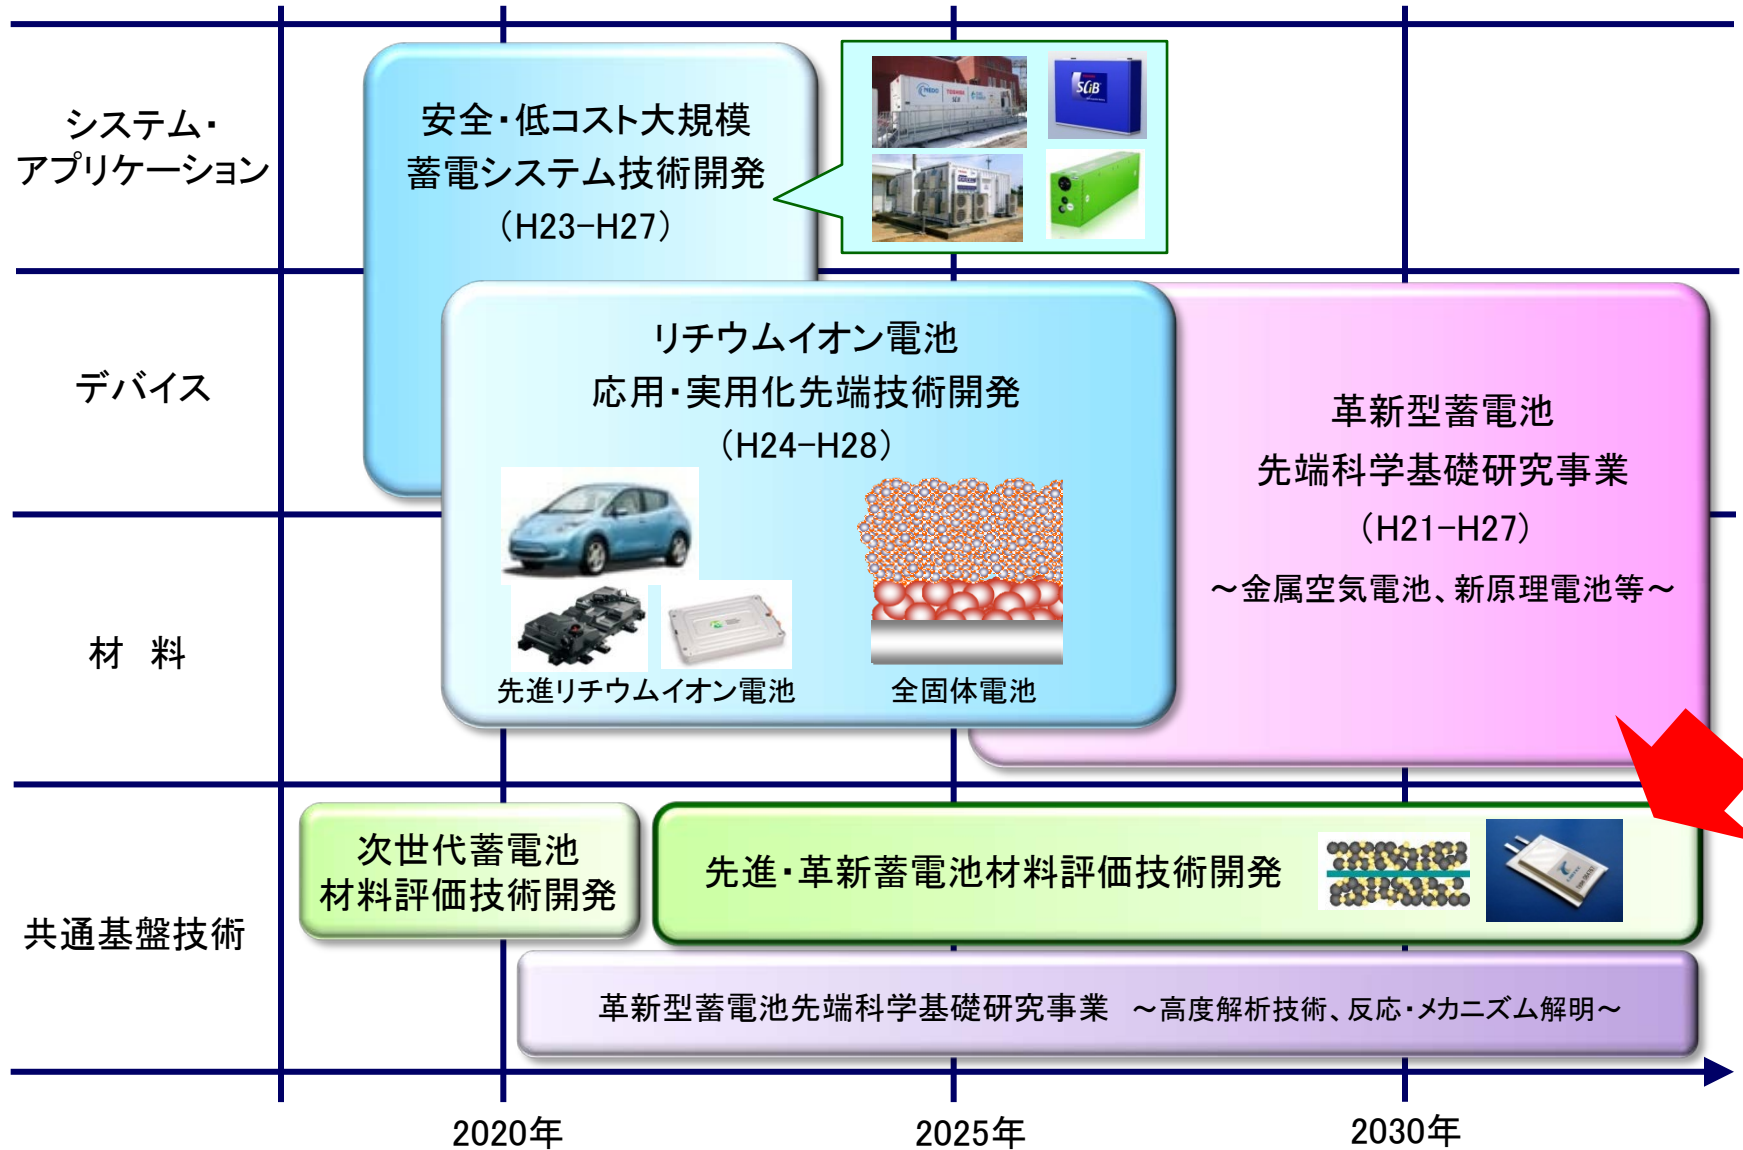 システム・
アプリケーション
安全・低コスト大規模
蓄電システム技術開発
（H23-H27）
NEDO
TOSHIBA
SCiB
デバイス
リチウムイオン電池
応用・実用化先端技術開発
（H24-H28）
革新型蓄電池
先端科学基礎研究事業
（H21-H27）
～金属空気電池、新原理電池等～
材　料
先進リチウムイオン電池
全固体電池
共通基盤技術
次世代蓄電池
材料評価技術開発
先進・革新蓄電池材料評価技術開発
革新型蓄電池先端科学基礎研究事業　～高度解析技術、反応・メカニズム解明～
2020年
2025年
2030年